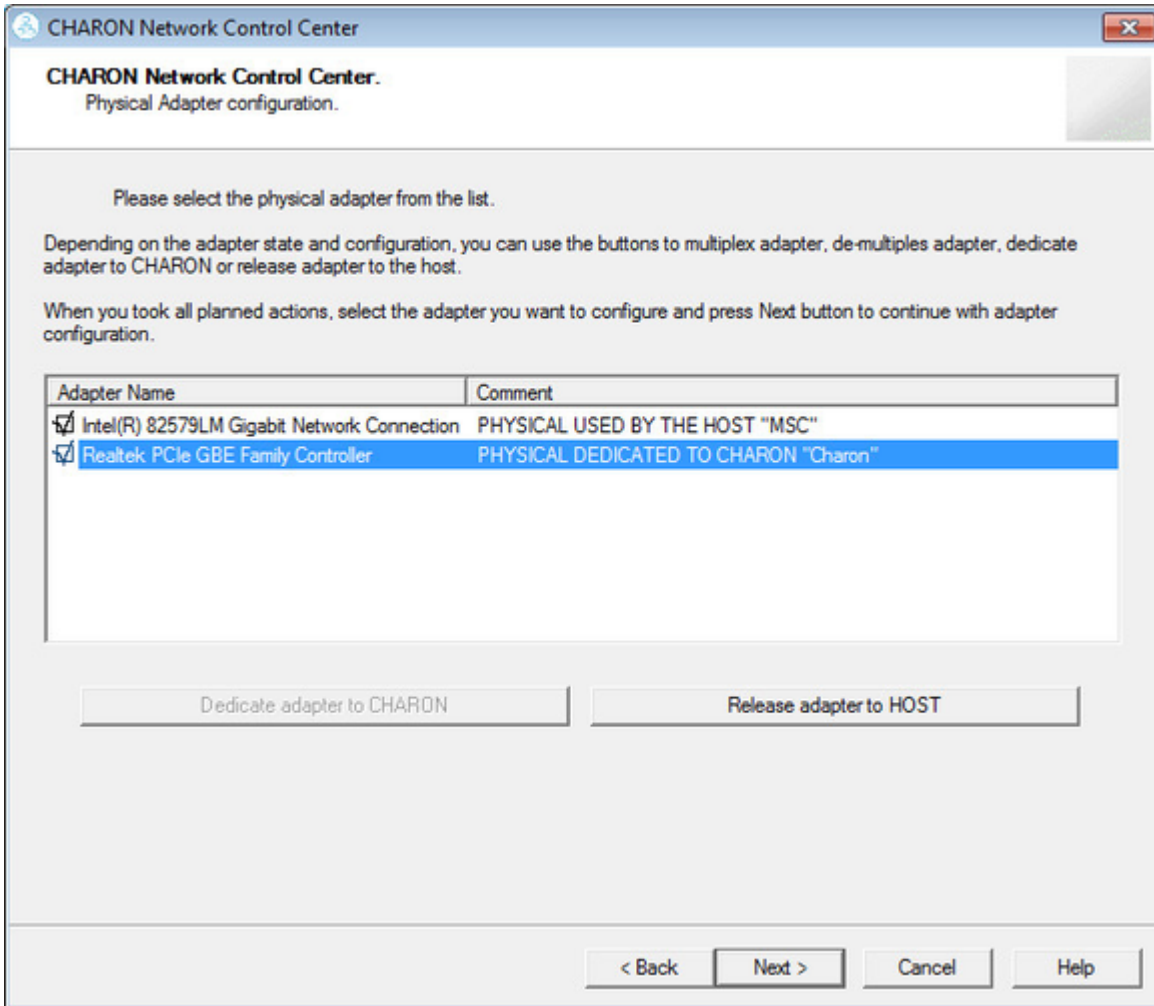 CHARON Network Control Center
CHARON Network Control Center.
Physical Adapter configuration.
Please select the physical adapter from the list.
Depending on the adapter state and configuration, you can use the buttons to multiplex adapter, de-multiples adapter, dedicate
adapter to CHARON or release adapter to the host.
When you took all planned actions, select the adapter you want to configure and press Next button to continue with adapter
configuration.
Adapter Name Comment
Intel(R) 82579LM Gigabit Network Connection PHYSICAL USED BY THE HOST "MSC"
Realtek PCIe GBE Family Controller PHYSICAL DEDICATED TO CHARON "Charon"
Dedicate adapter to CHARON Release adapter to HOST
< Back Next > Cancel Help